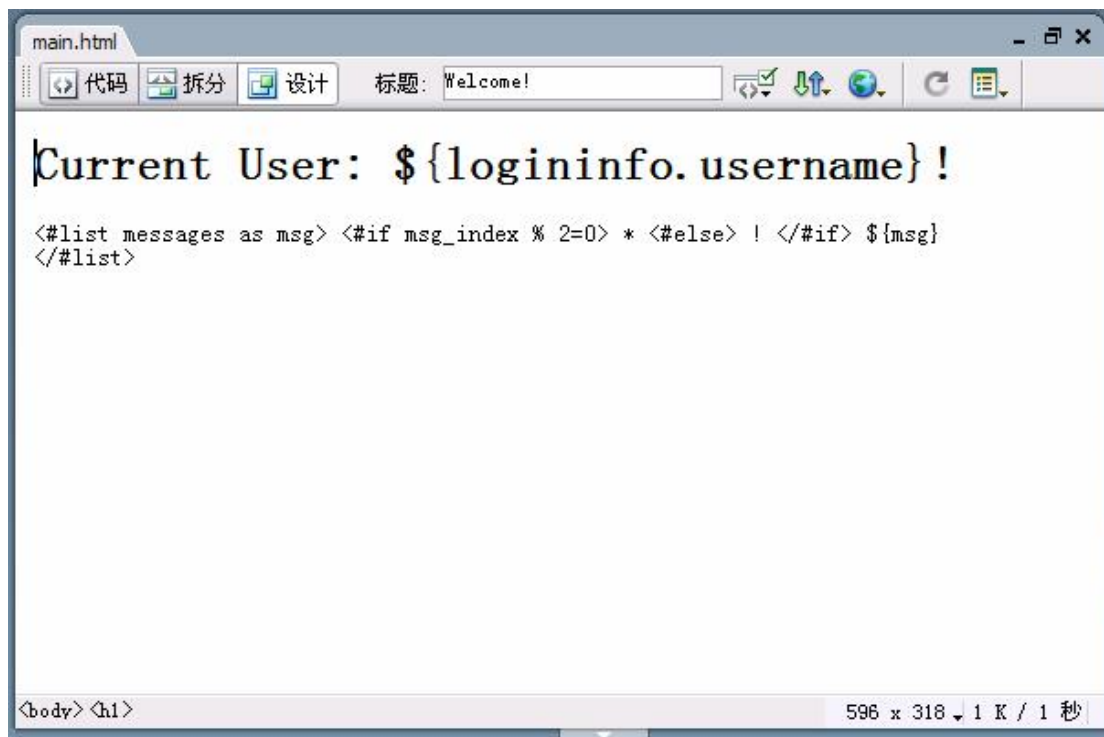 main.html
代码 拆分 设计 标题: Welcome!
Current User: ${logininfo.username}!
<#list messages as msg> <#if msg_index % 2=0> * <#else> ! </#if> ${msg}
</#list>
<body> <h1> 596 x 318 1 K / 1 秒